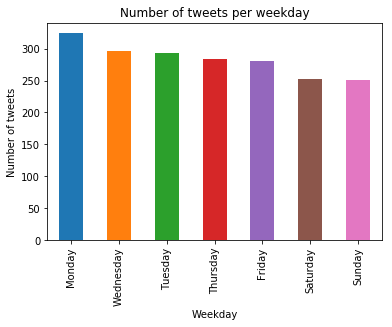 Number of tweets per weekday
Number of tweets
300
250
200
150
100
50
0
Monday
Wednesday
Tuesday
Thursday
Friday
Saturday
Sunday
Weekday